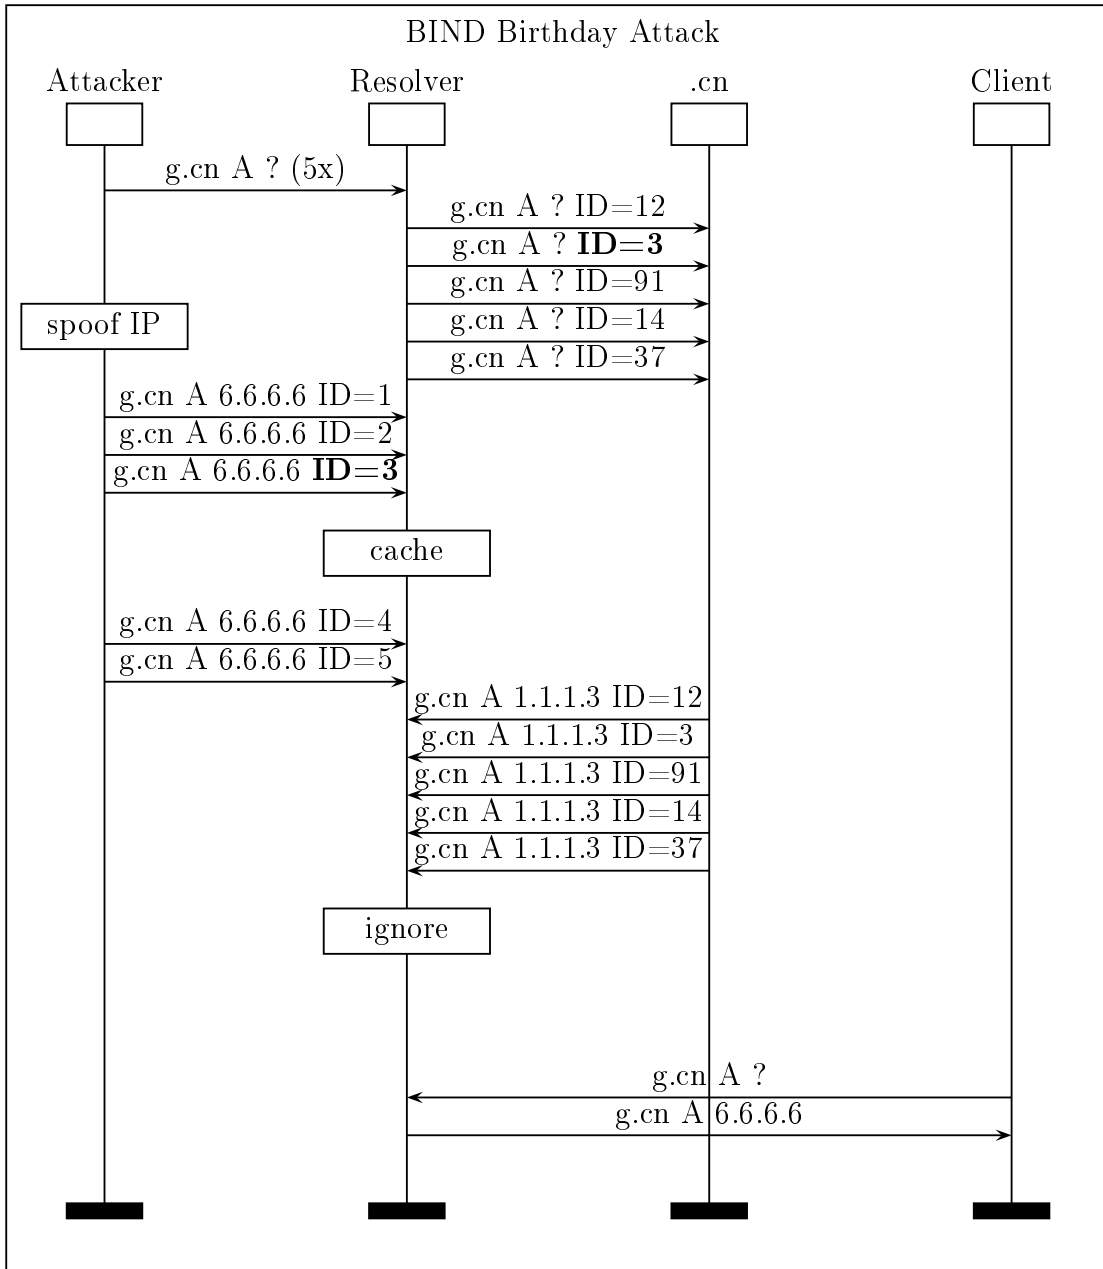 BIND Birthday Attack
Attacker
Resolver
.cn
Client
g.cn A ? (5x)
g.cn A ? ID=12
g.cn A ? ID=3
g.cn A ? ID=91
spoof IP
g.cn A ? ID=14
g.cn A ? ID=37
g.cn A 6.6.6.6 ID=1
g.cn A 6.6.6.6 ID=2
g.cn A 6.6.6.6 ID=3
cache
g.cn A 6.6.6.6 ID=4
g.cn A 6.6.6.6 ID=5
g.cn A 1.1.1.3 ID=12
g.cn A 1.1.1.3 ID=3
g.cn A 1.1.1.3 ID=91
g.cn A 1.1.1.3 ID=14
g.cn A 1.1.1.3 ID=37
ignore
g.cn A ?
g.cn A 6.6.6.6